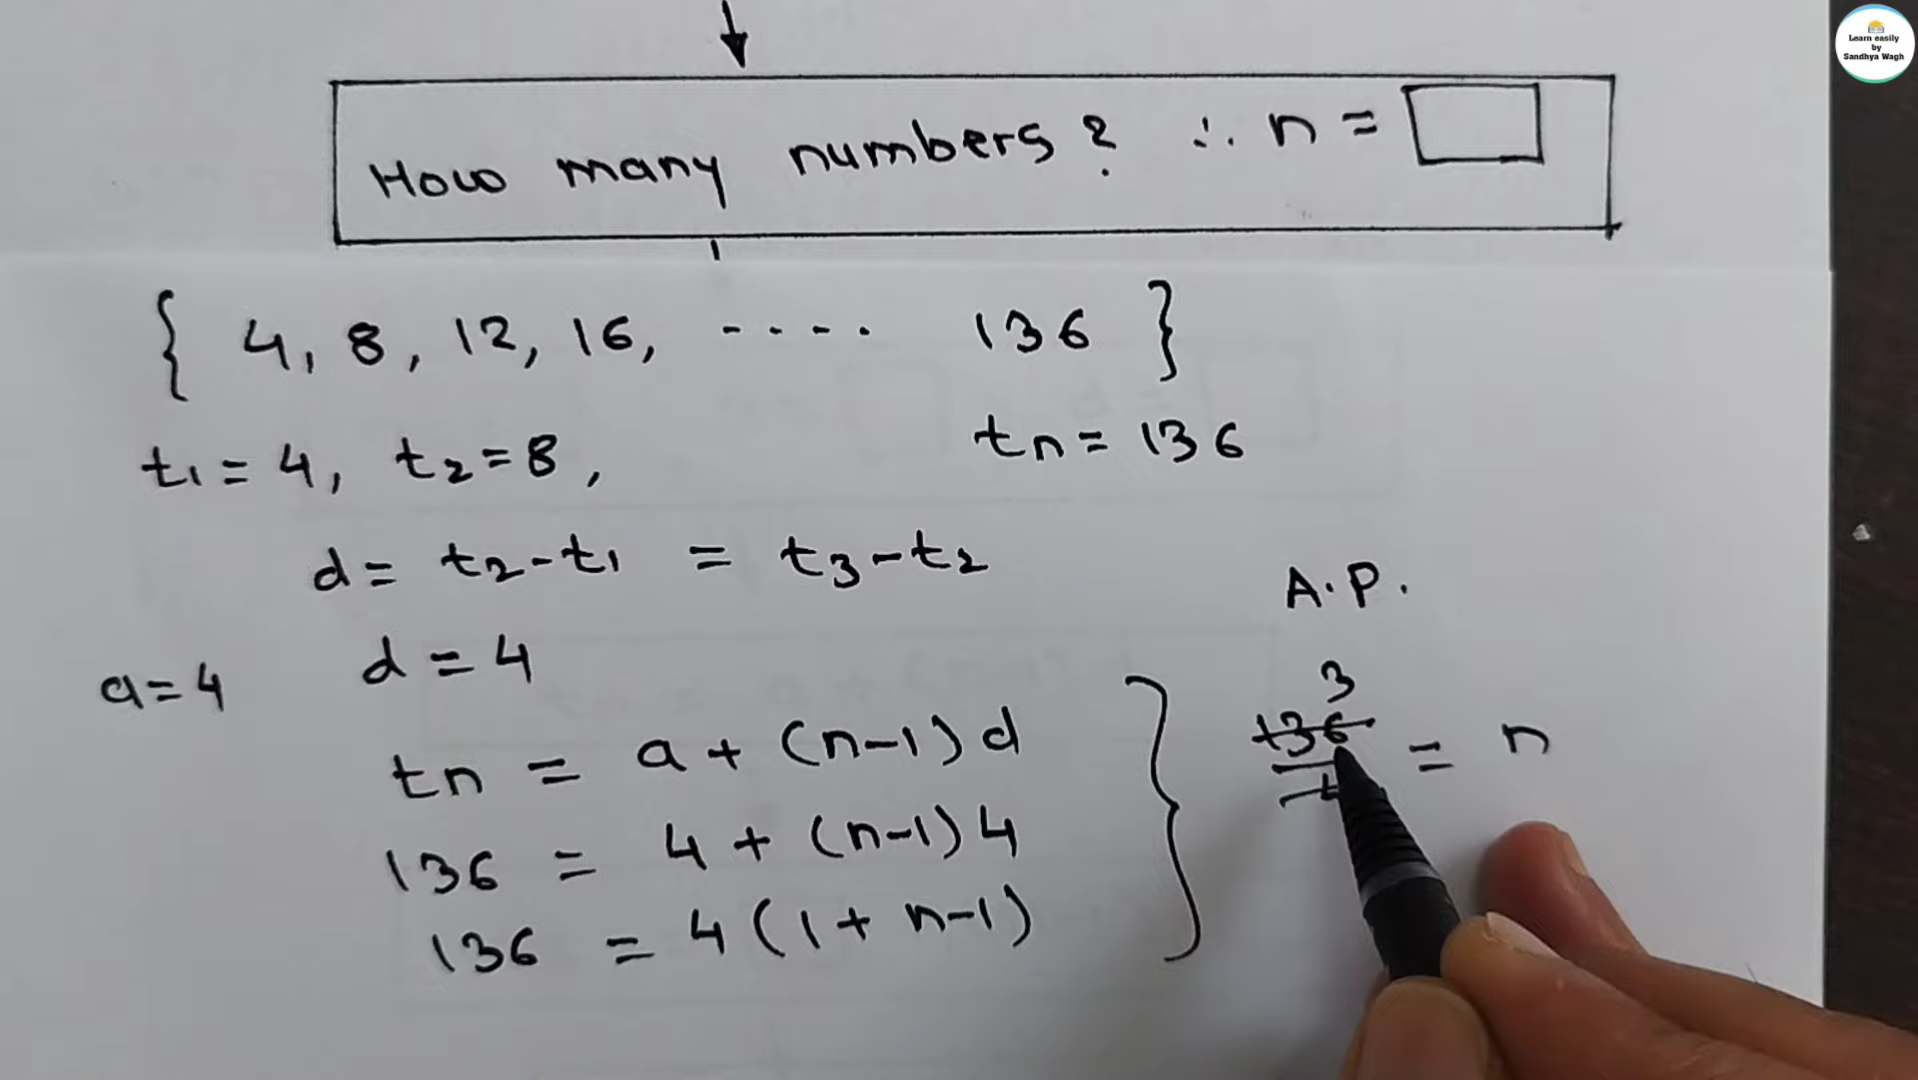 Learn easily
by
Sandhya Wagh
How many numbers? ∴ n =
{ 4, 8, 12, 16, ---- 136 }
t1 = 4, t2 = 8, tn = 136
d = t2 - t1 = t3 - t2
A.P.
a = 4 d = 4
tn = a + (n-1) d
136 = 4 + (n-1) 4
136 = 4 (1 + n-1)
3
136 = n
4